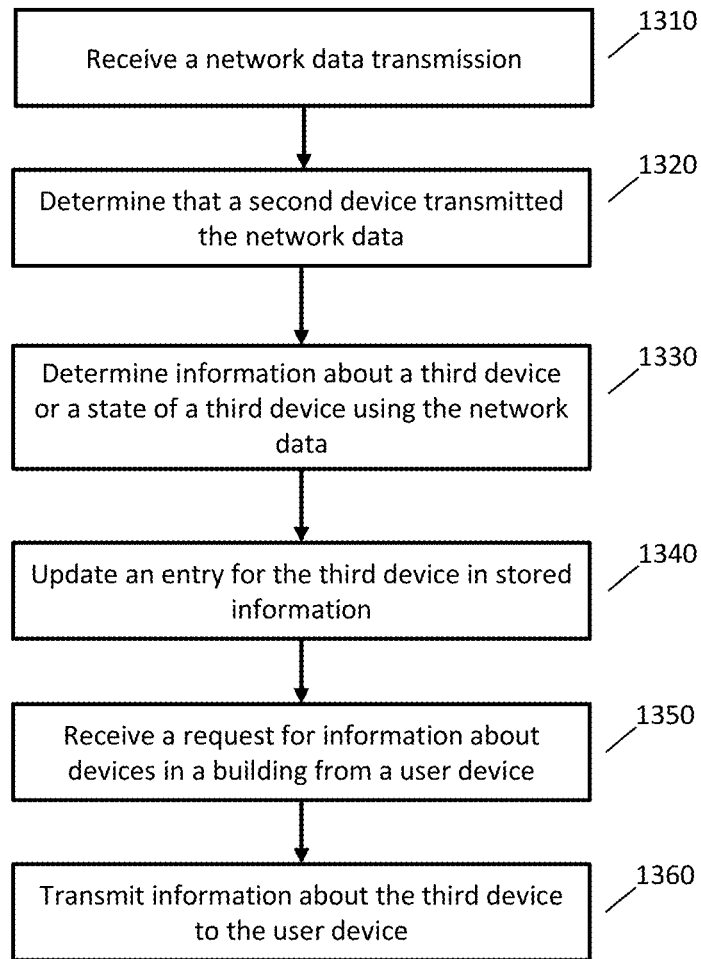 1310
Receive a network data transmission
1320
Determine that a second device transmitted
the network data
1330
Determine information about a third device
or a state of a third device using the network
data
1340
Update an entry for the third device in stored
information
1350
Receive a request for information about
devices in a building from a user device
1360
Transmit information about the third device
to the user device